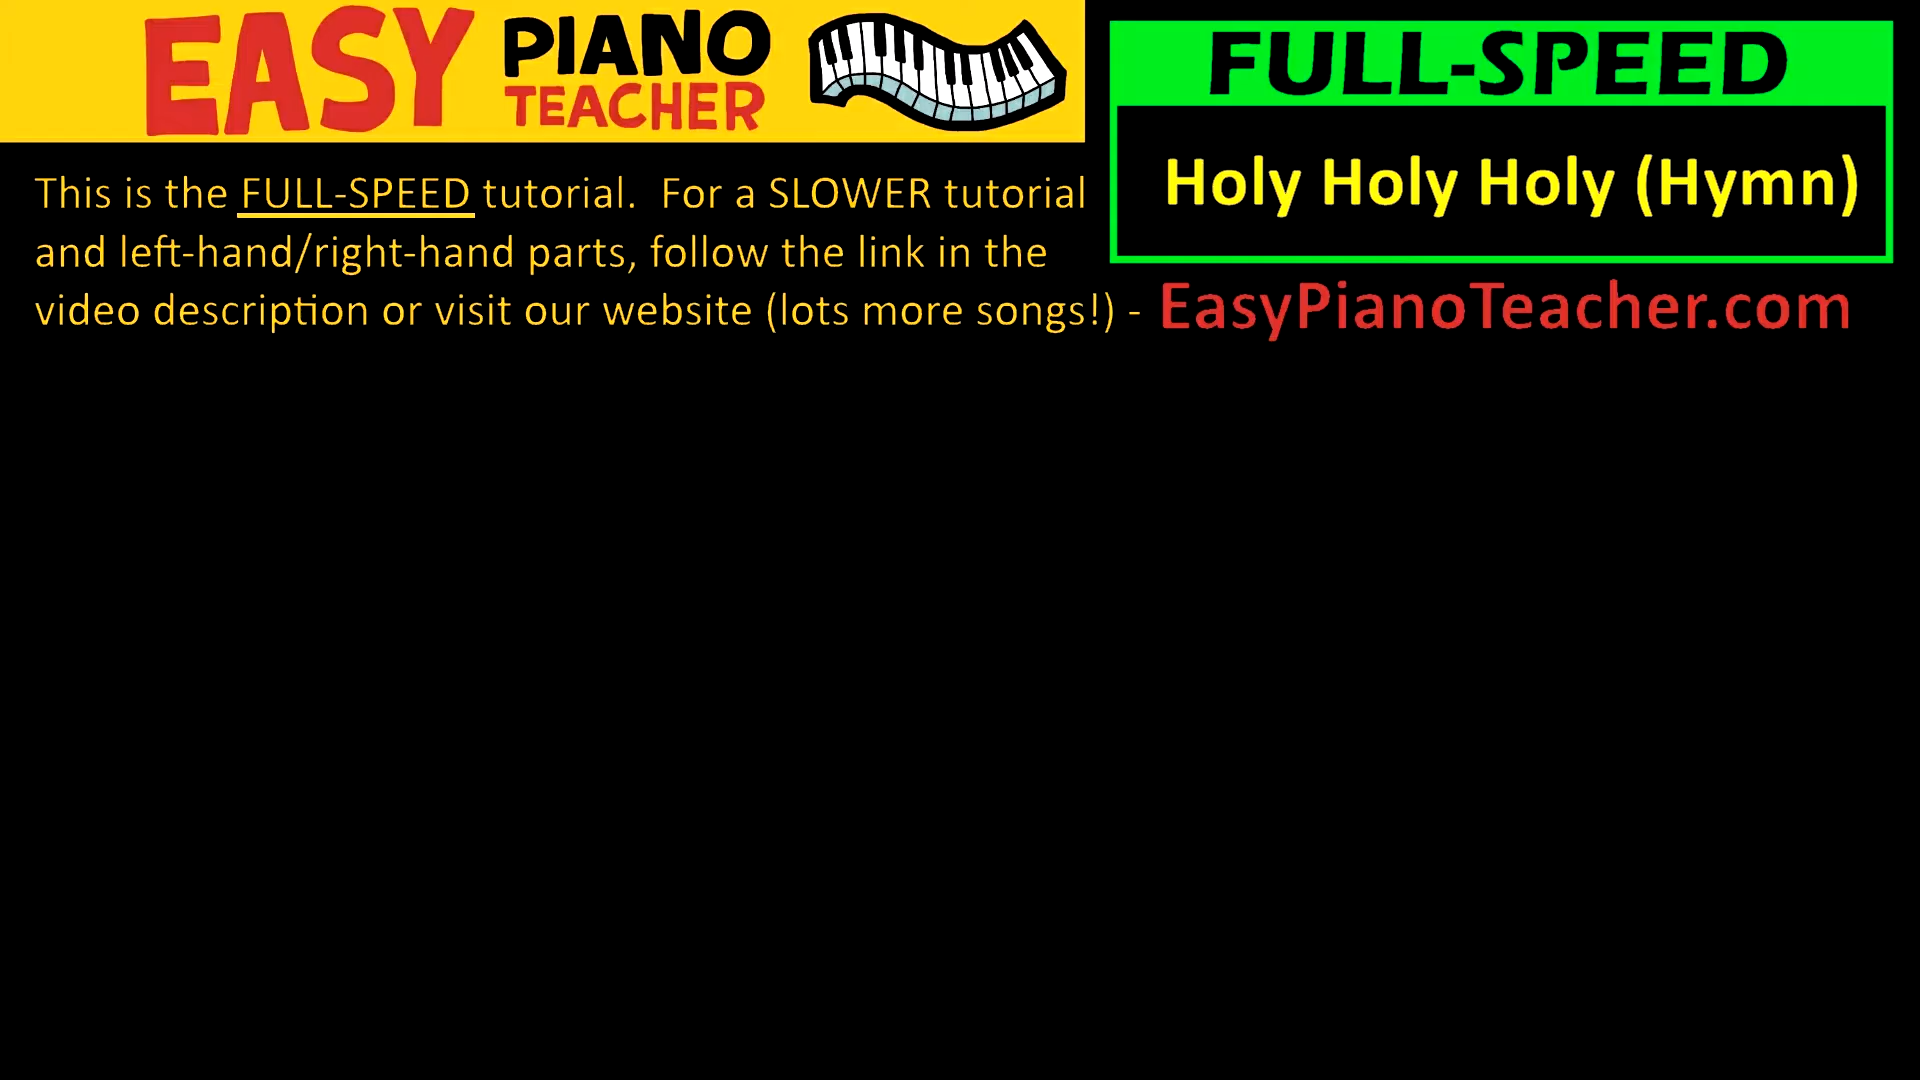 EASY PIANO TEACHER
FULL-SPEED
Holy Holy Holy (Hymn)
This is the FULL-SPEED tutorial. For a SLOWER tutorial
and left-hand/right-hand parts, follow the link in the
video description or visit our website (lots more songs!) - EasyPianoTeacher.com